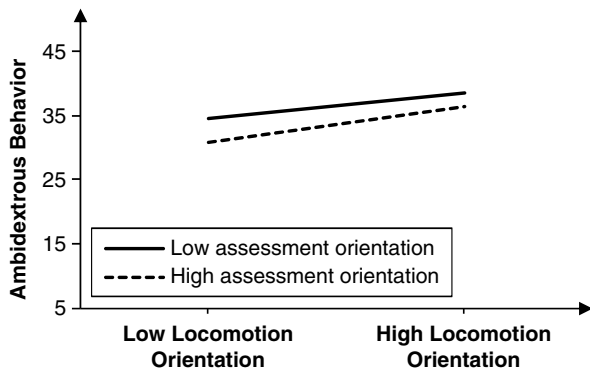 Ambidextrous Behavior
45
35
25
15
5
Low assessment orientation
High assessment orientation
Low Locomotion
Orientation
High Locomotion
Orientation